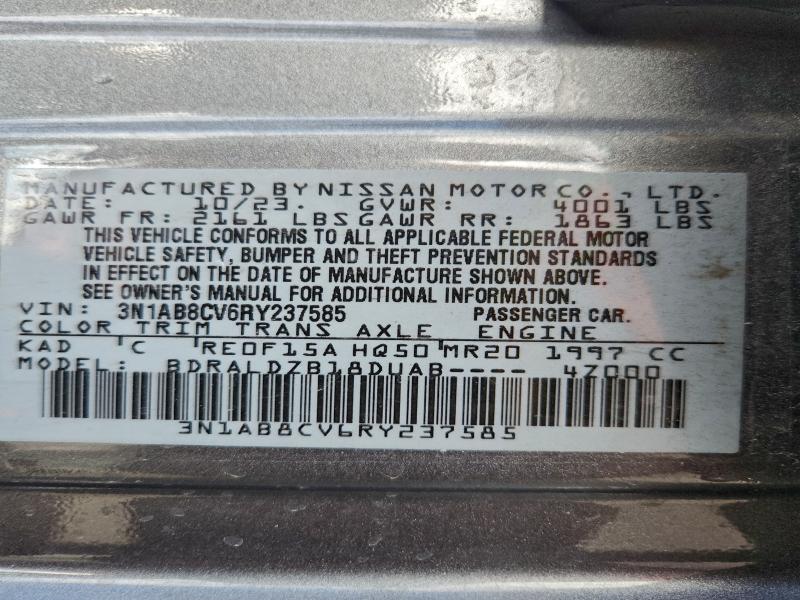 MANUFACTURED BY NISSAN MOTOR CO., LTD.
DATE: 10/23. GVWR: 4001 LBS
GAWR FR: 2161 LBS GAWR RR: 1863 LBS
THIS VEHICLE CONFORMS TO ALL APPLICABLE FEDERAL MOTOR
VEHICLE SAFETY, BUMPER AND THEFT PREVENTION STANDARDS
IN EFFECT ON THE DATE OF MANUFACTURE SHOWN ABOVE.
SEE OWNER'S MANUAL FOR ADDITIONAL INFORMATION.
VIN: 3N1AB8CV6RY237585 PASSENGER CAR.
COLOR TRIM TRANS AXLE ENGINE
KAD C RE0F15A HQ50 MR20 1997 CC
MODEL: BDRALDZB18DUAB---- 4Z000
3N1AB8CV6RY237585